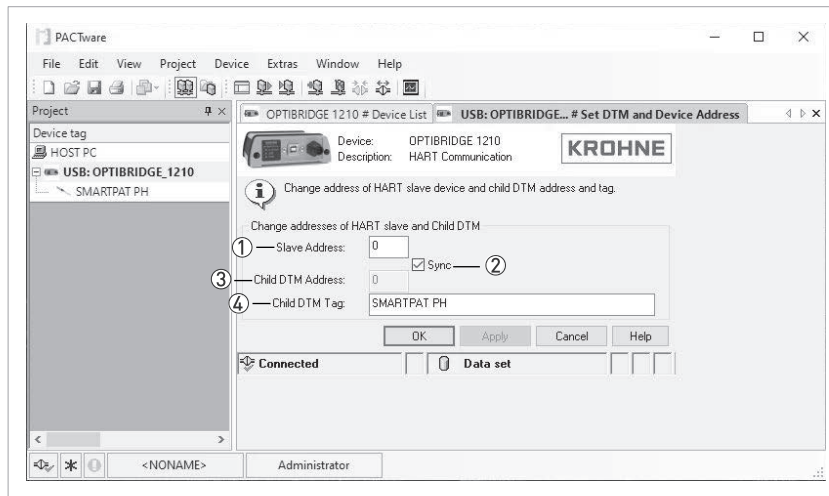 PACTware
File Edit View Project Device Extras Window Help
Project
Device tag
HOST PC
USB: OPTIBRIDGE_1210
SMARTPAT PH
OPTIBRIDGE 1210 # Device List
USB: OPTIBRIDGE... # Set DTM and Device Address
Device: OPTIBRIDGE 1210
Description: HART Communication
KROHNE
Change address of HART slave device and child DTM address and tag.
Change addresses of HART slave and Child DTM
① Slave Address: 0
Sync ②
③ Child DTM Address: 0
④ Child DTM Tag: SMARTPAT PH
OK Apply Cancel Help
Connected Data set
<NONAME> Administrator